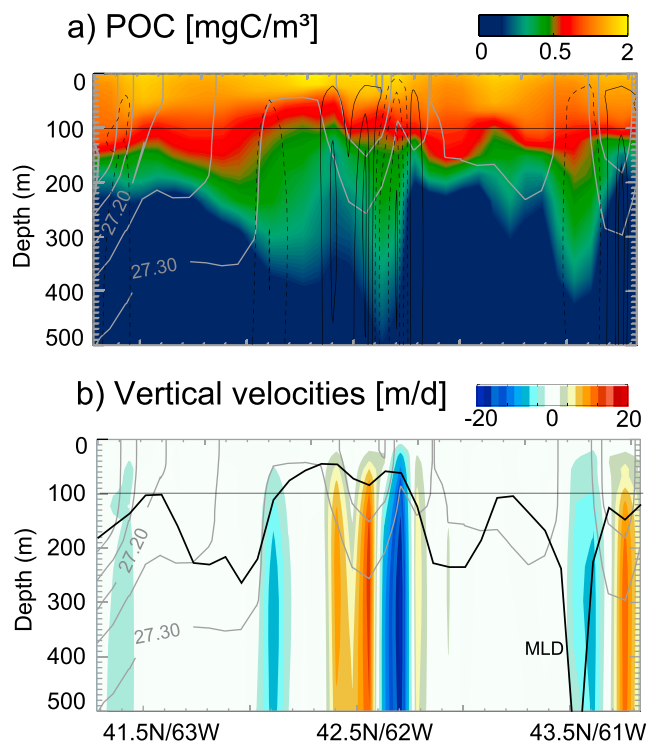 a) POC [mgC/m³]
0 0.5 2
0
100
200
300
400
500
Depth (m)
27.20
27.30
b) Vertical velocities [m/d]
-20 0 20
0
100
200
300
400
500
Depth (m)
27.20
27.30
MLD
41.5N/63W 42.5N/62W 43.5N/61W